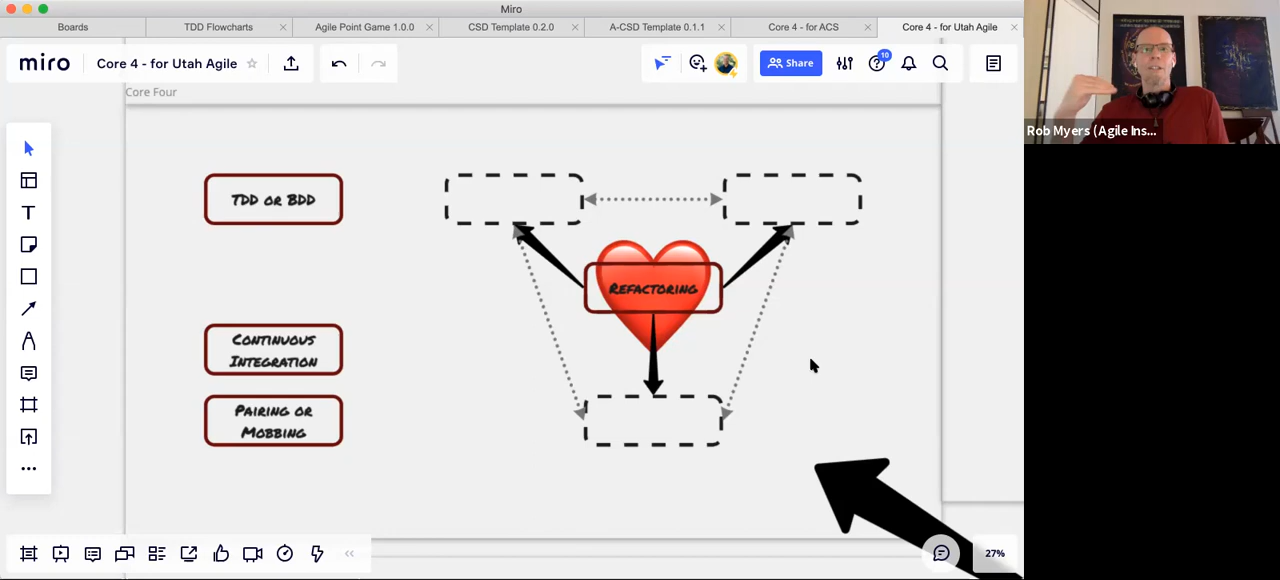 Miro
Boards
TDD Flowcharts
Agile Point Game 1.0.0
CSD Template 0.2.0
A-CSD Template 0.1.1
Core 4 - for ACS
Core 4 - for Utah Agile
miro
Core 4 - for Utah Agile
Share
10
Core Four
TDD or BDD
Refactoring
Continuous
Integration
Pairing or
Mobbing
27%
Rob Myers (Agile Ins...